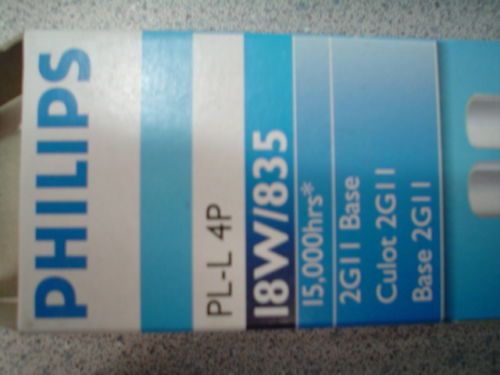 PHILIPS
PL-L 4P
18W/835
15,000hrs*
2G11 Base
Culot 2G11
Base 2G11